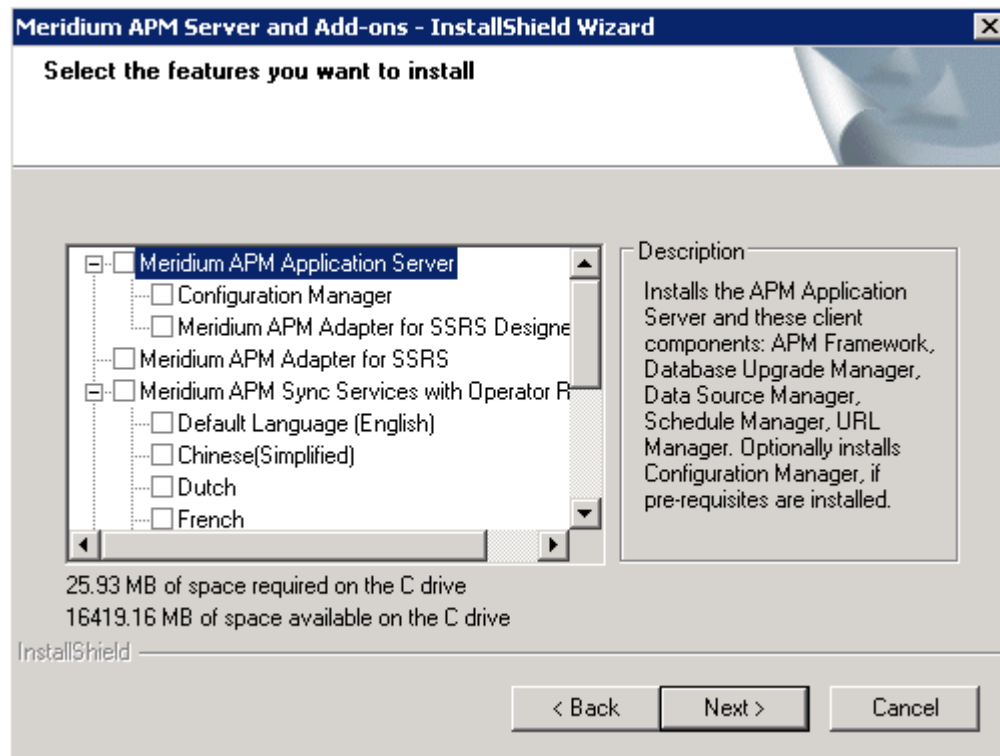 Meridium APM Server and Add-ons - InstallShield Wizard
Select the features you want to install
Meridium APM Application Server
Configuration Manager
Meridium APM Adapter for SSRS Designe
Meridium APM Adapter for SSRS
Meridium APM Sync Services with Operator R
Default Language (English)
Chinese(Simplified)
Dutch
French
Description
Installs the APM Application
Server and these client
components: APM Framework,
Database Upgrade Manager,
Data Source Manager,
Schedule Manager, URL
Manager. Optionally installs
Configuration Manager, if
pre-requisites are installed.
25.93 MB of space required on the C drive
16419.16 MB of space available on the C drive
InstallShield
< Back
Next >
Cancel